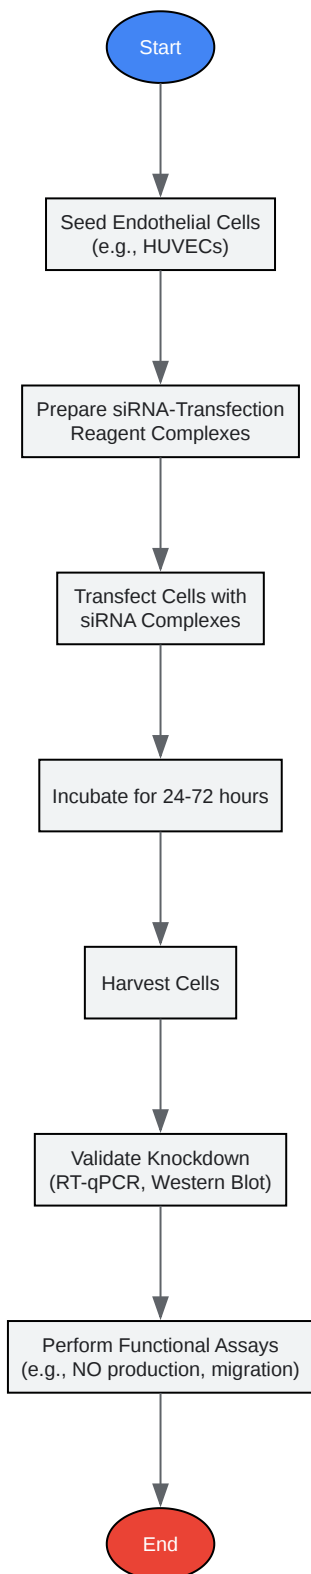 Start
Seed Endothelial Cells
(e.g., HUVECs)
Prepare siRNA-Transfection
Reagent Complexes
Transfect Cells with
siRNA Complexes
Incubate for 24-72 hours
Harvest Cells
Validate Knockdown
(RT-qPCR, Western Blot)
Perform Functional Assays
(e.g., NO production, migration)
End